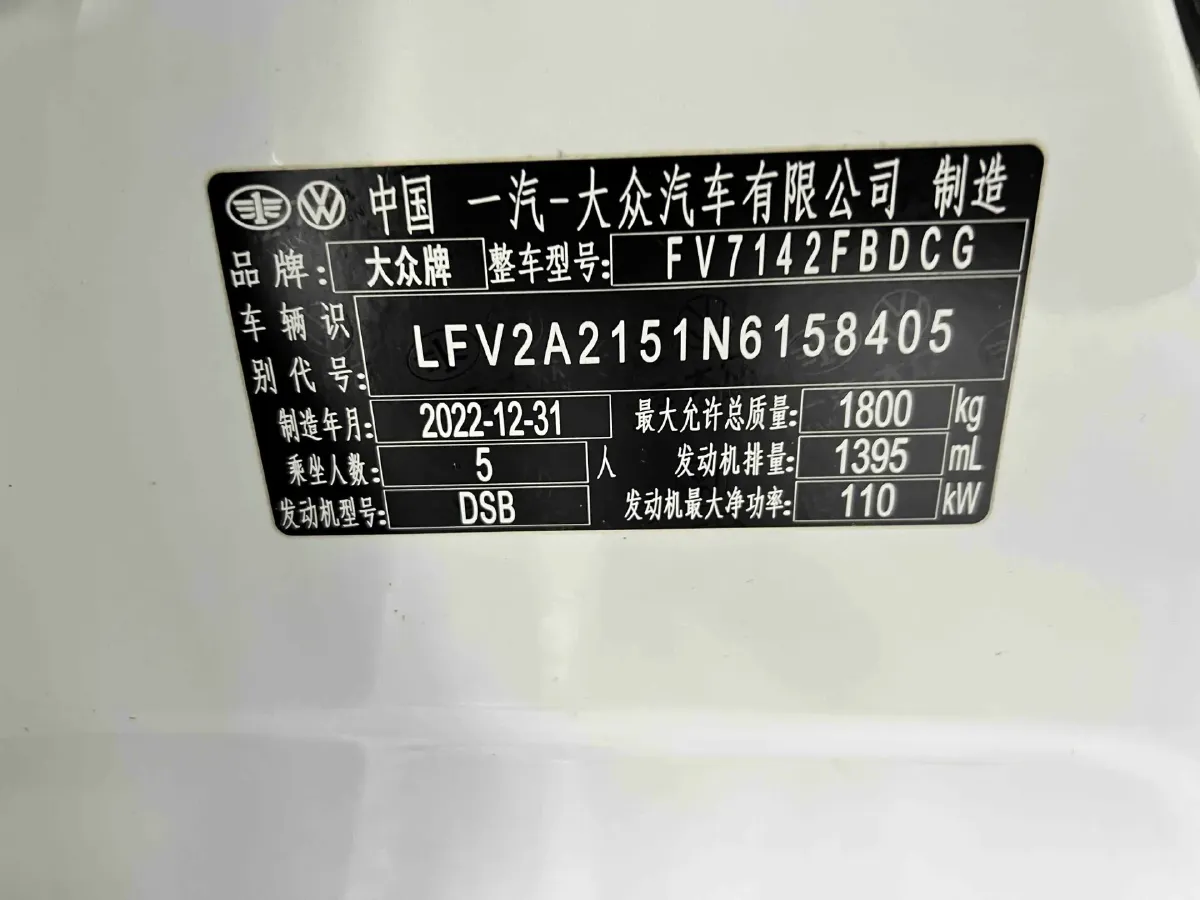 中国 一汽-大众汽车有限公司 制造
品牌: 大众牌 整车型号: FV7142FBDCG
车辆识
别代号: LFV2A2151N6158405
制造年月: 2022-12-31 最大允许总质量: 1800 kg
乘坐人数: 5 人 发动机排量: 1395 mL
发动机型号: DSB 发动机最大净功率: 110 kW